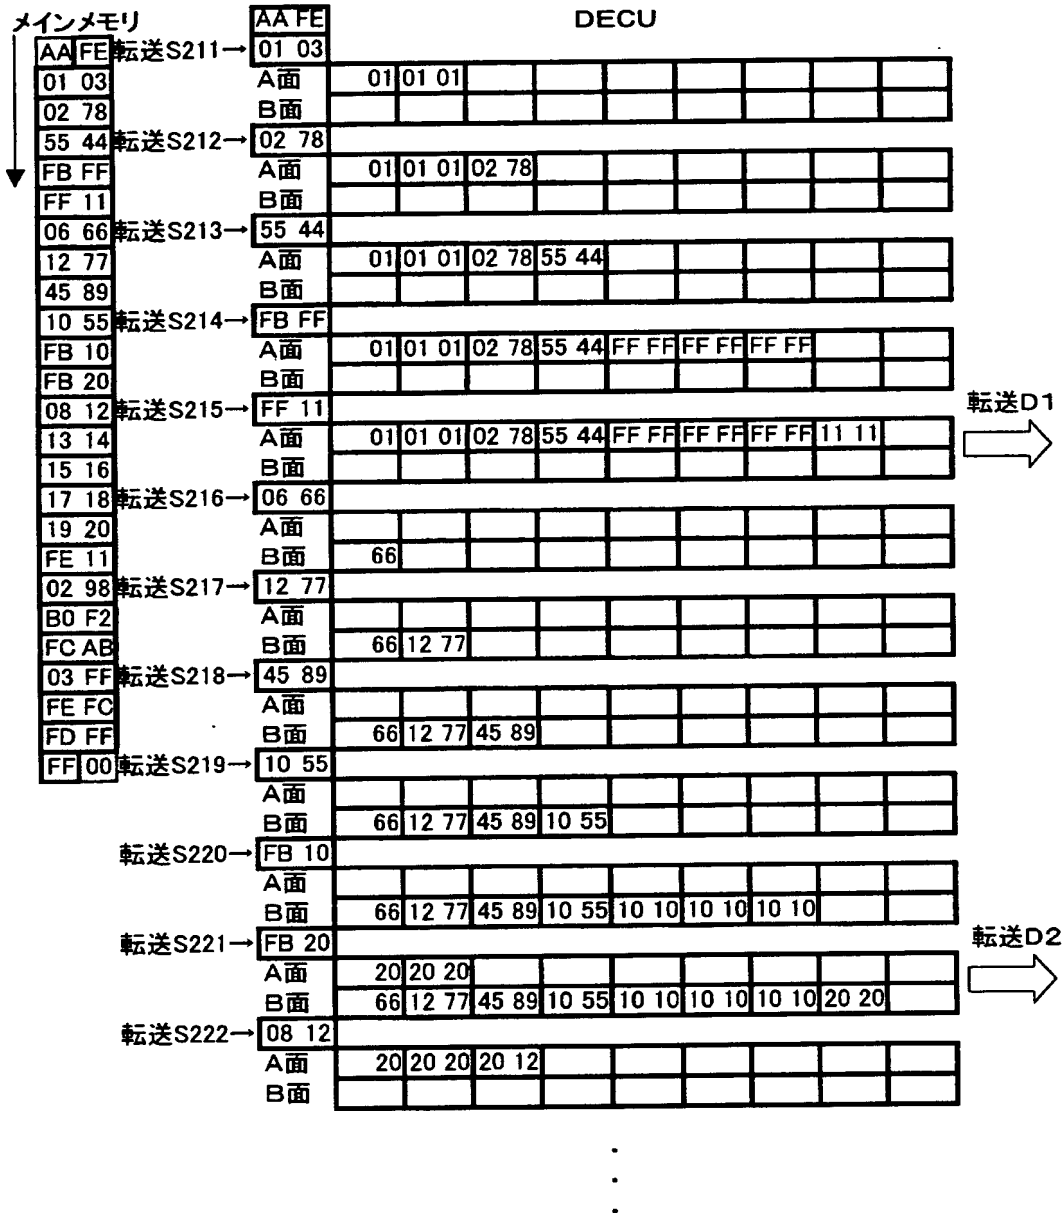 メインメモリ AA FE DECU
AA FE 転送S211→ 01 03
01 03 A面 01 01 01
02 78 B面
55 44 転送S212→ 02 78
FB FF A面 01 01 01 02 78
FF 11 B面
06 66 転送S213→ 55 44
12 77 A面 01 01 01 02 78 55 44
45 89 B面
10 55 転送S214→ FB FF
FB 10 A面 01 01 01 02 78 55 44 FF FF FF FF FF FF
FB 20 B面
08 12 転送S215→ FF 11 転送D1
13 14 A面 01 01 01 02 78 55 44 FF FF FF FF FF FF 11 11
15 16 B面
17 18 転送S216→ 06 66
19 20 A面
FE 11 B面 66
02 98 転送S217→ 12 77
B0 F2 A面
FC AB B面 66 12 77
03 FF 転送S218→ 45 89
FE FC A面
FD FF B面 66 12 77 45 89
FF 00 転送S219→ 10 55
A面
B面 66 12 77 45 89 10 55
転送S220→ FB 10
A面
B面 66 12 77 45 89 10 55 10 10 10 10 10 10
転送S221→ FB 20 転送D2
A面 20 20 20
B面 66 12 77 45 89 10 55 10 10 10 10 10 10 20 20
転送S222→ 08 12
A面 20 20 20 20 12
B面